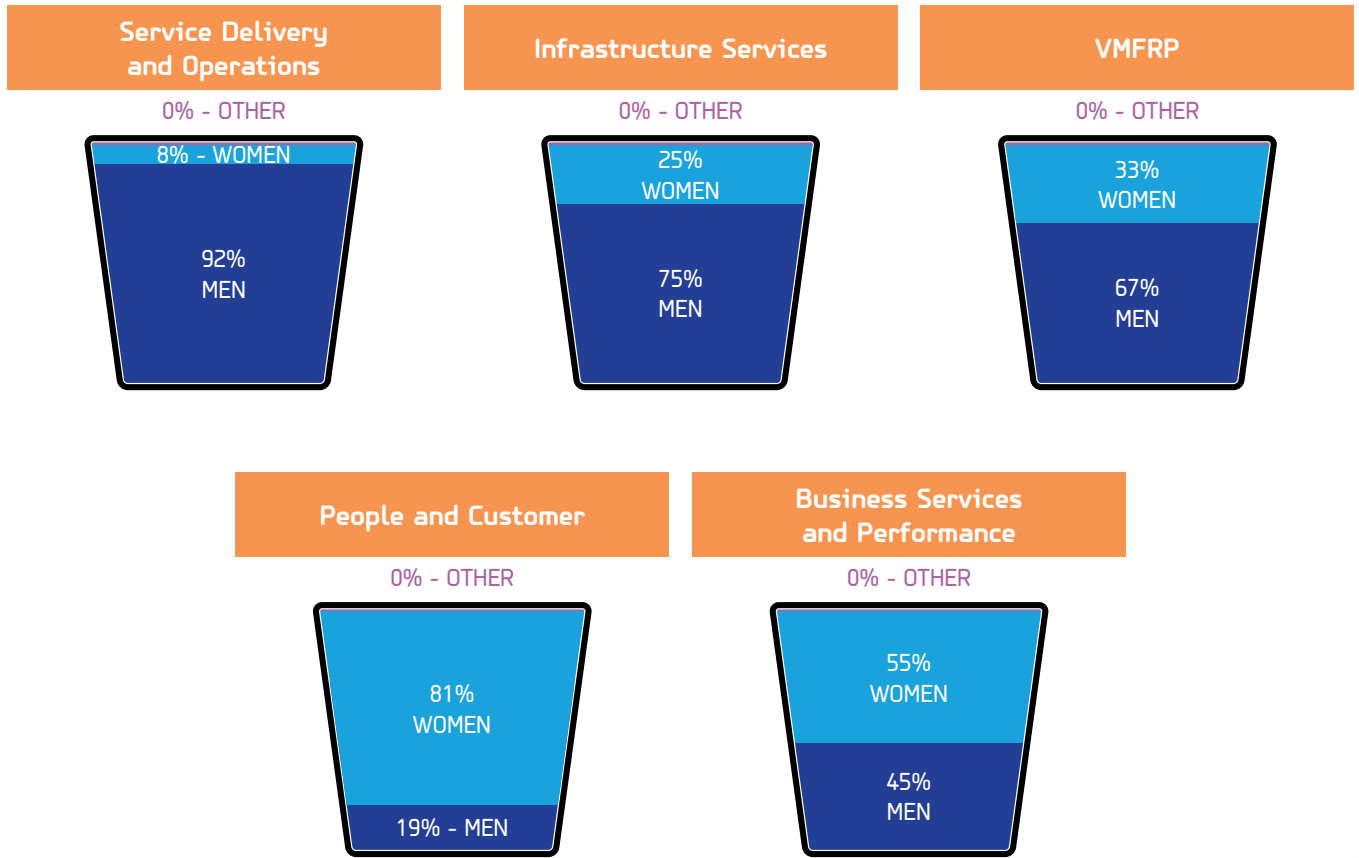 Service Delivery
and Operations
0% - OTHER
8% - WOMEN
92%
MEN
Infrastructure Services
0% - OTHER
25%
WOMEN
75%
MEN
VMFRP
0% - OTHER
33%
WOMEN
67%
MEN
People and Customer
0% - OTHER
81%
WOMEN
19% - MEN
Business Services
and Performance
0% - OTHER
55%
WOMEN
45%
MEN